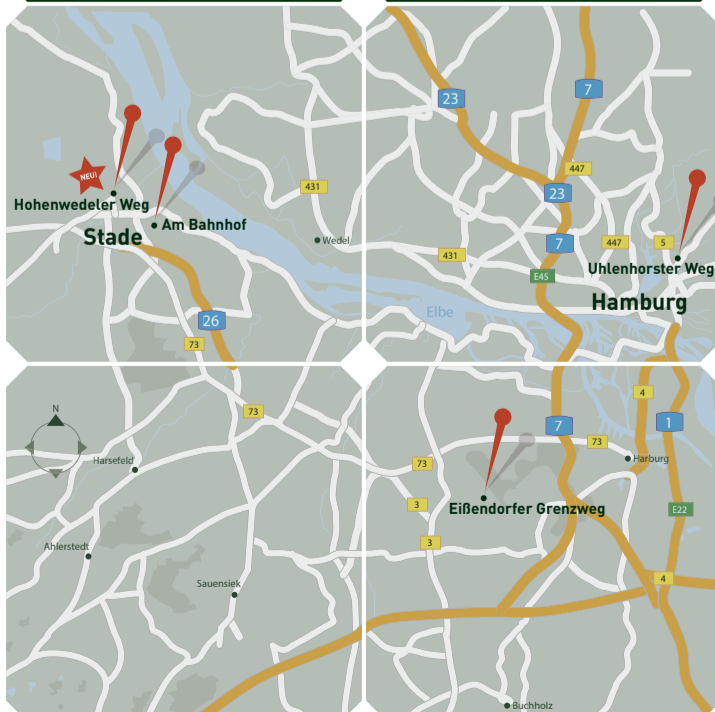 NEU!
Hohenwedeler Weg
Am Bahnhof
Stade
431
Wedel
26
73
23
7
447
23
7
447
5
431
E45
Uhlenhorster Weg
Hamburg
Elbe
N
73
Harsefeld
Ahlerstedt
Sauensiek
4
1
7
73
Harburg
73
3
Eißendorfer Grenzweg
E22
3
4
Buchholz